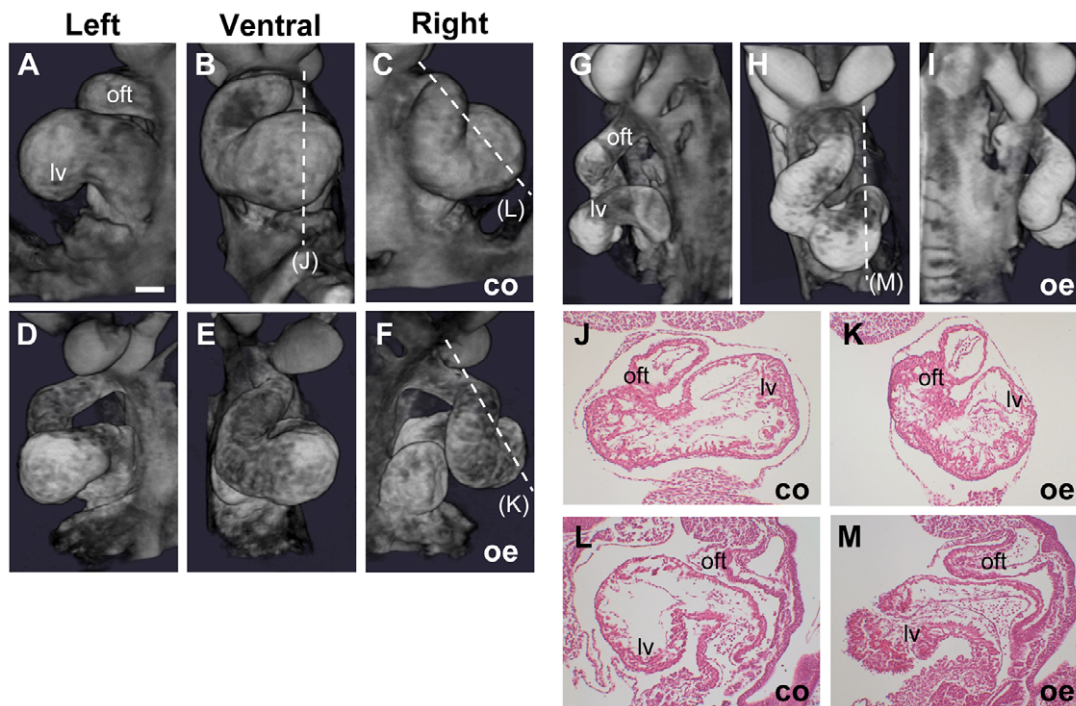 Left
Ventral
Right
A
oft
lv
B
(J)
C
(L)
co
D
E
F
(K)
oe
G
oft
lv
H
(M)
I
oe
J
oft
lv
co
K
oft
lv
oe
L
oft
lv
co
M
oft
lv
oe